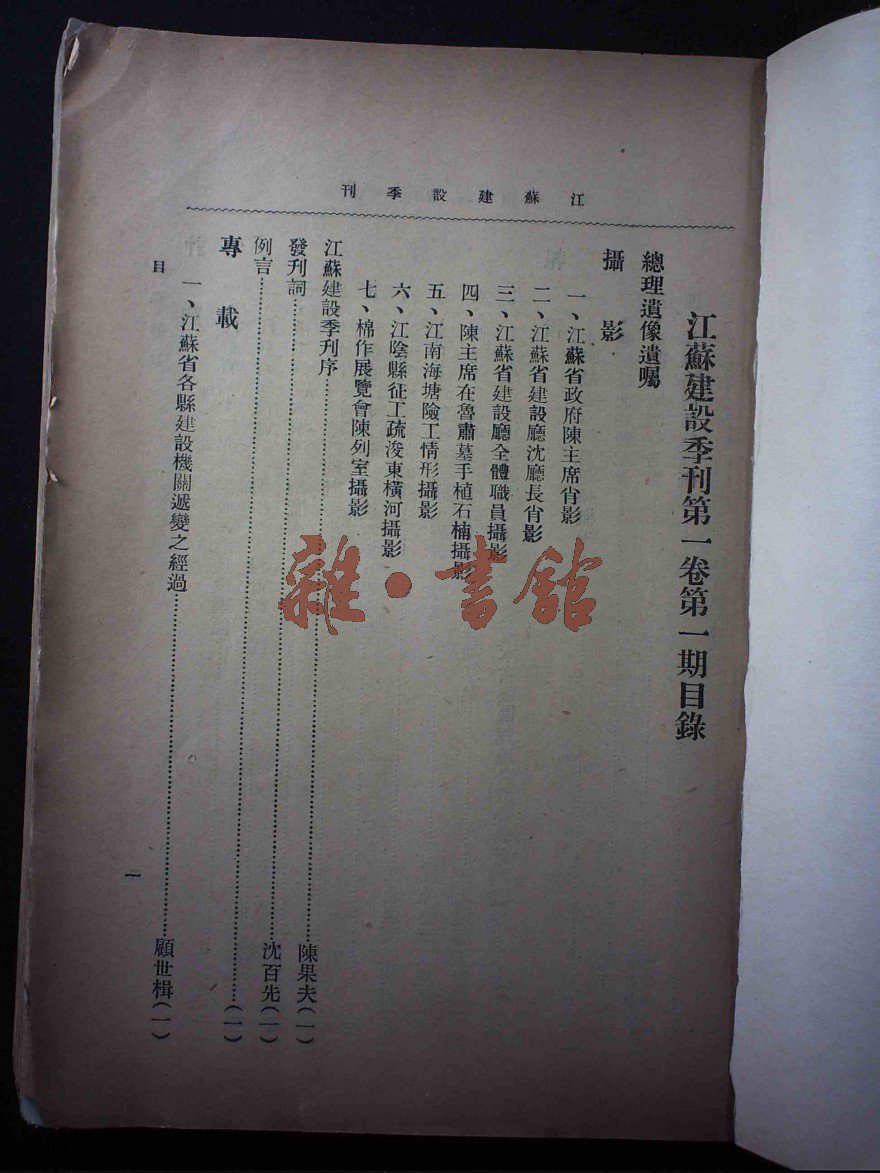 江蘇建設季刊
江蘇建設季刊第一卷第一期目錄
總理遺像遺囑
攝影
一、江蘇省政府陳主席肖影
二、江蘇省建設廳沈廳長肖影
三、江蘇省建設廳全體職員攝影
四、陳主席在魯肅墓手植石楠攝影
五、江南海塘險工情形攝影
六、江陰縣征工疏浚東橫河攝影
七、棉作展覽會陳列室攝影
江蘇建設季刊序……陳果夫(一)
發刊詞……沈百先(一)
例言……(一)
專載
一、江蘇省各縣建設機關遞變之經過……顧世楫(一)
目
一
雜·書館